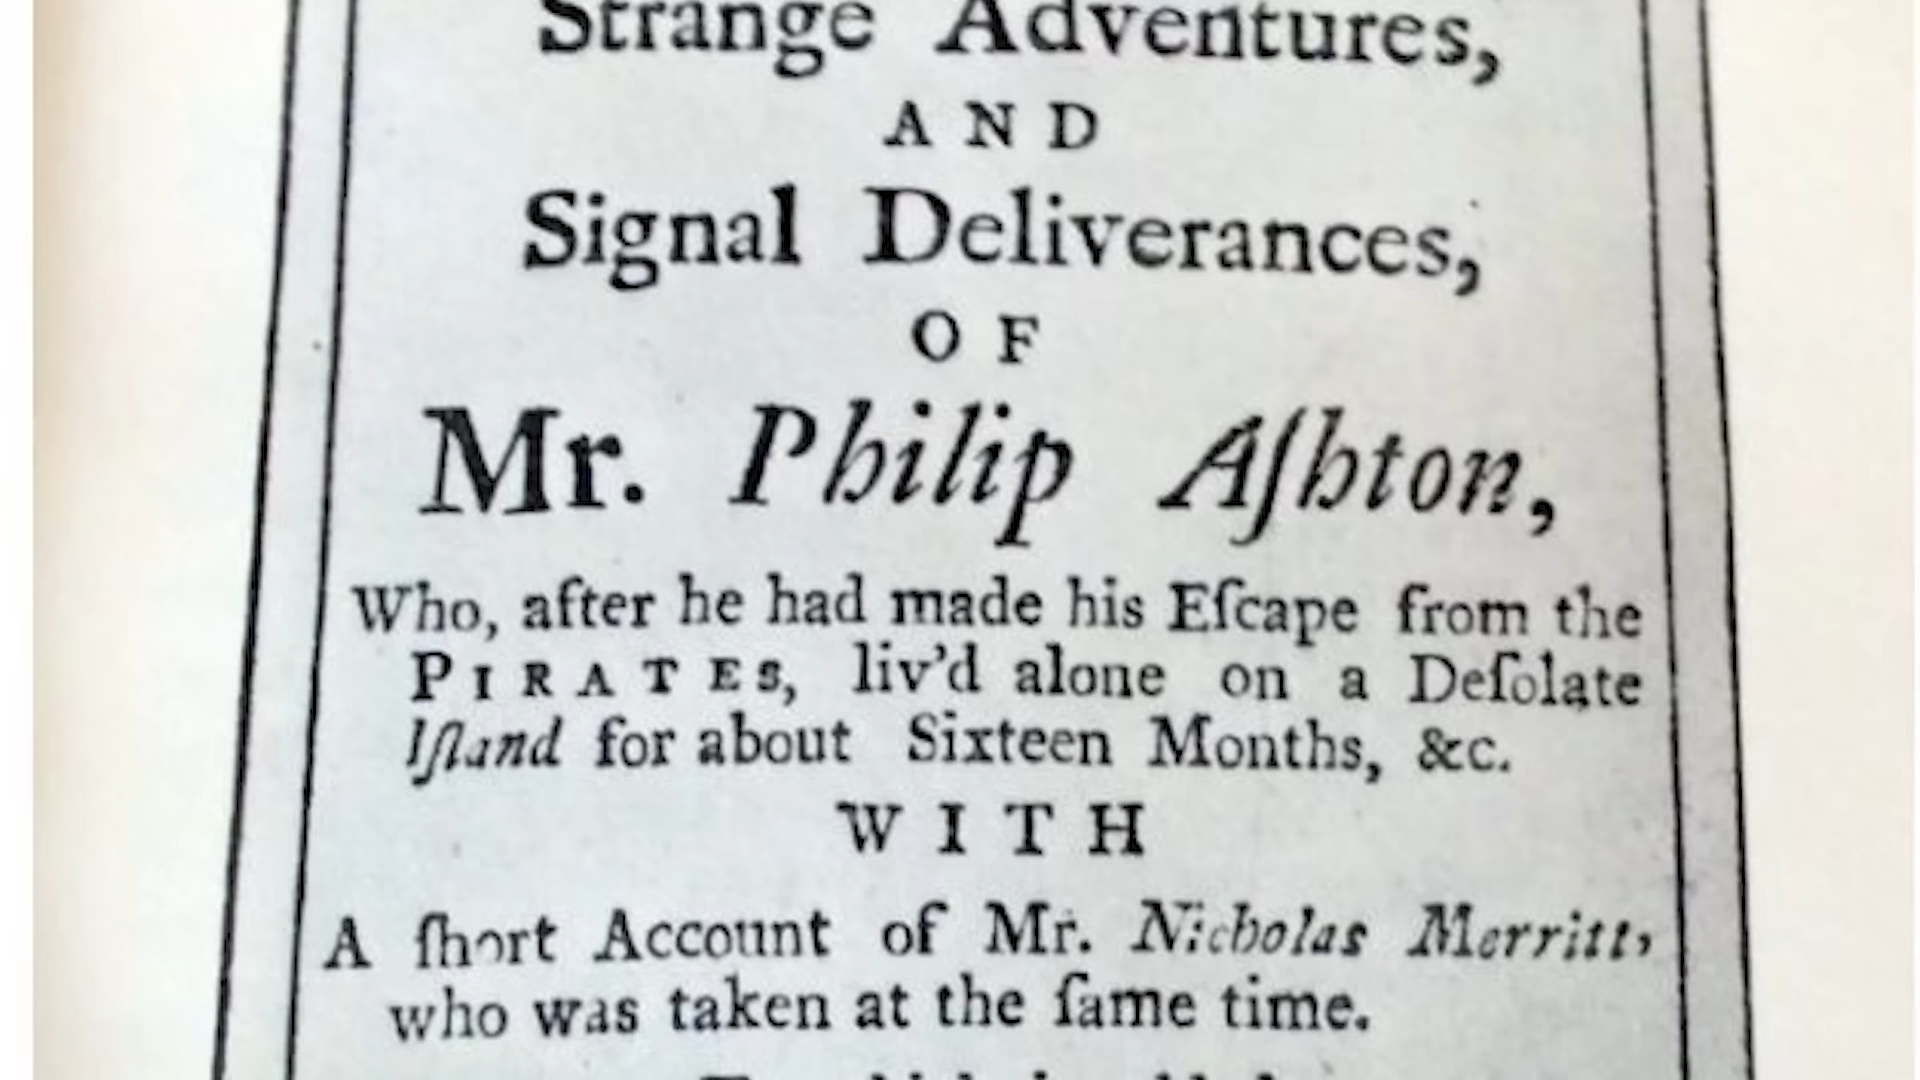 Strange Adventures,
AND
Signal Deliverances,
OF
Mr. Philip Aſhton,
Who, after he had made his Eſcape from the
PIRATES, liv'd alone on a Deſolate
Iſland for about Sixteen Months, &c.
WITH
A ſhort Account of Mr. Nicholas Merritt,
who was taken at the ſame time.